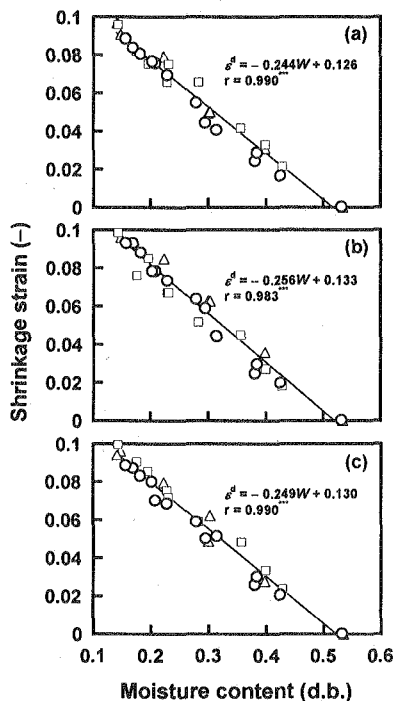 0.1
(a)
0.08
εᵈ = − 0.244W + 0.126
r = 0.990***
0.06
0.04
0.02
0
0.1
(b)
0.08
εᵈ = − 0.256W + 0.133
r = 0.983***
0.06
0.04
0.02
0
0.1
(c)
0.08
εᵈ = − 0.249W + 0.130
r = 0.990***
0.06
0.04
0.02
0
0.1 0.2 0.3 0.4 0.5 0.6
Shrinkage strain (–)
Moisture content (d.b.)